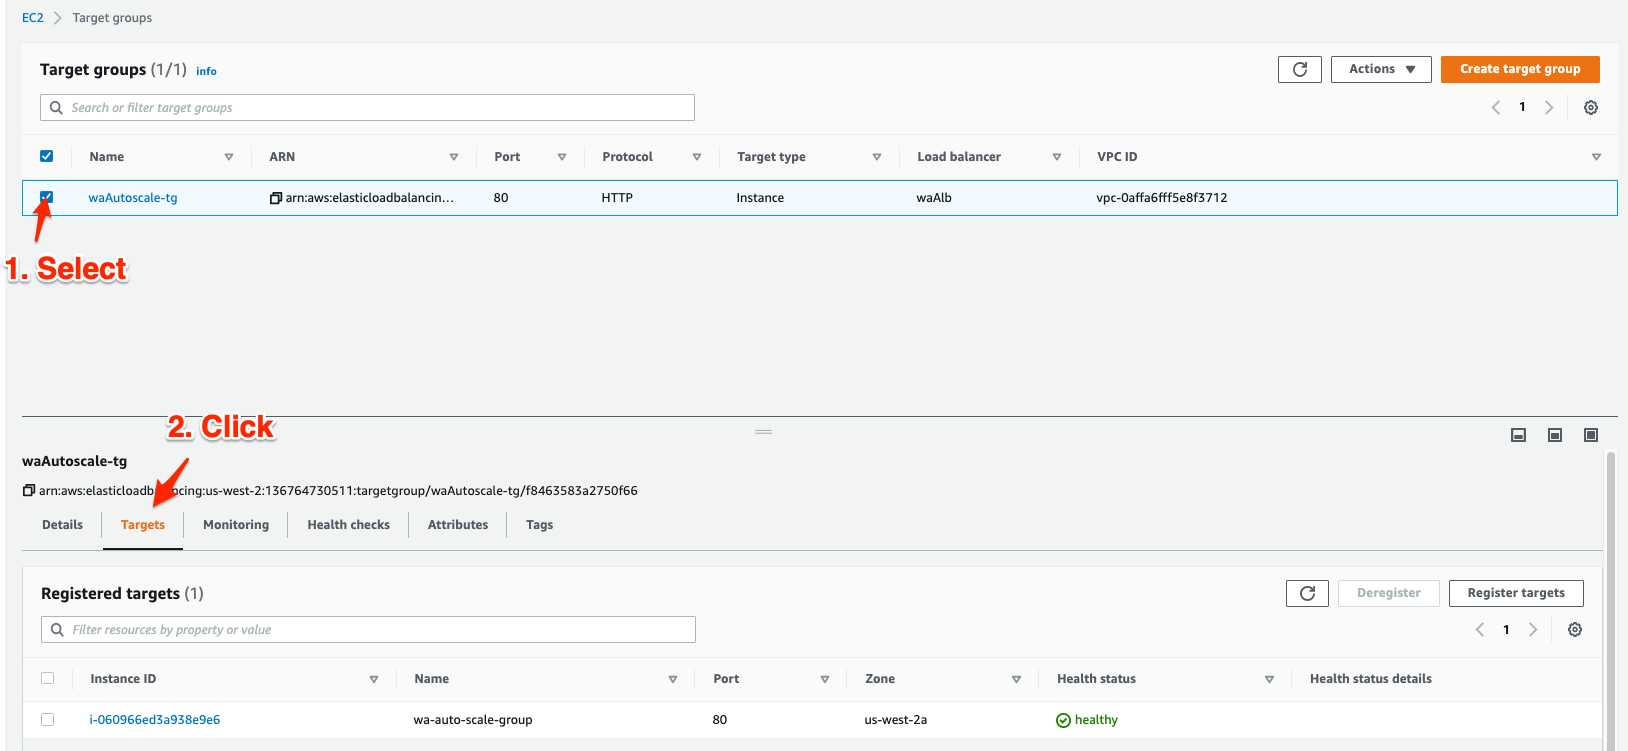 EC2 > Target groups
Target groups (1/1) info
Actions
Create target group
Search or filter target groups
1
Name ARN Port Protocol Target type Load balancer VPC ID
waAutoscale-tg arn:aws:elasticloadbalancin... 80 HTTP Instance waAlb vpc-0affa6fff5e8f3712
1. Select
2. Click
waAutoscale-tg
arn:aws:elasticloadbalancing:us-west-2:136764730511:targetgroup/waAutoscale-tg/f8463583a2750f66
Details Targets Monitoring Health checks Attributes Tags
Registered targets (1)
Deregister
Register targets
Filter resources by property or value
1
Instance ID Name Port Zone Health status Health status details
i-060966ed3a938e9e6 wa-auto-scale-group 80 us-west-2a healthy